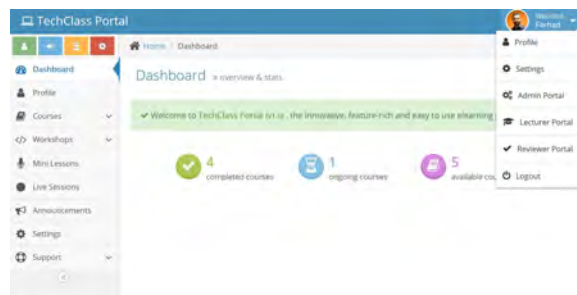 TechClass Portal
Farhad
Home / Dashboard
Dashboard » overview & stats
Welcome to TechClass Portal , the innovative, feature-rich and easy to use elearning
4
completed courses
1
ongoing courses
5
available
Dashboard
Profile
Courses
Workshops
Mini Lessons
Live Sessions
Announcements
Settings
Support
Profile
Settings
Admin Portal
Lecturer Portal
Reviewer Portal
Logout